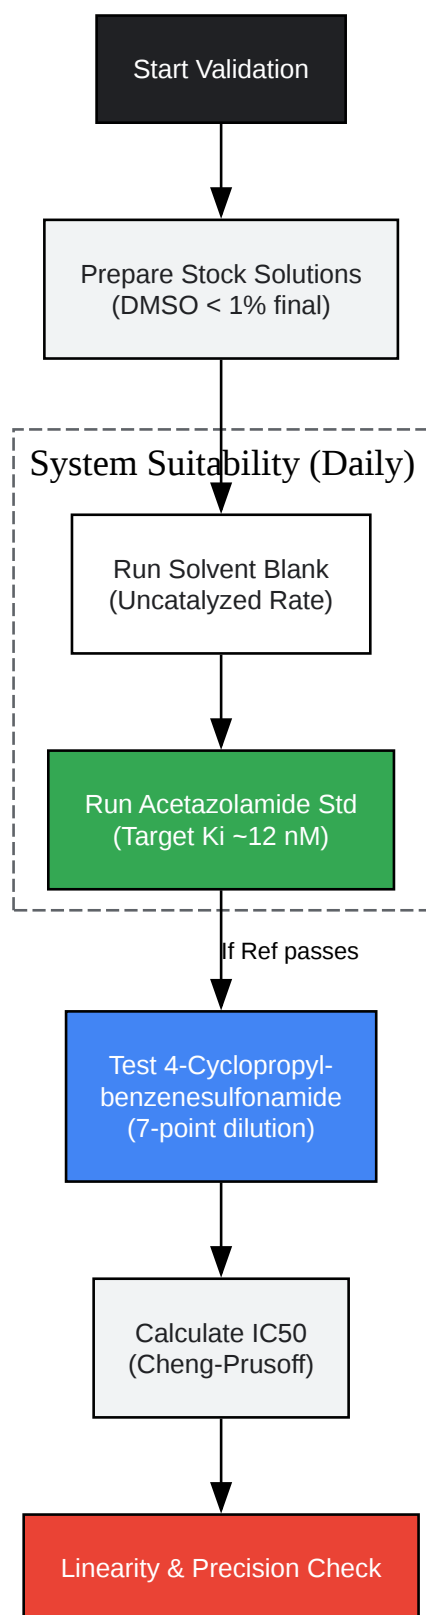 Start Validation
Prepare Stock Solutions
(DMSO < 1% final)
System Suitability (Daily)
Run Solvent Blank
(Uncatalyzed Rate)
Run Acetazolamide Std
(Target Ki ~12 nM)
If Ref passes
Test 4-Cyclopropyl-
benzenesulfonamide
(7-point dilution)
Calculate IC50
(Cheng-Prusoff)
Linearity & Precision Check